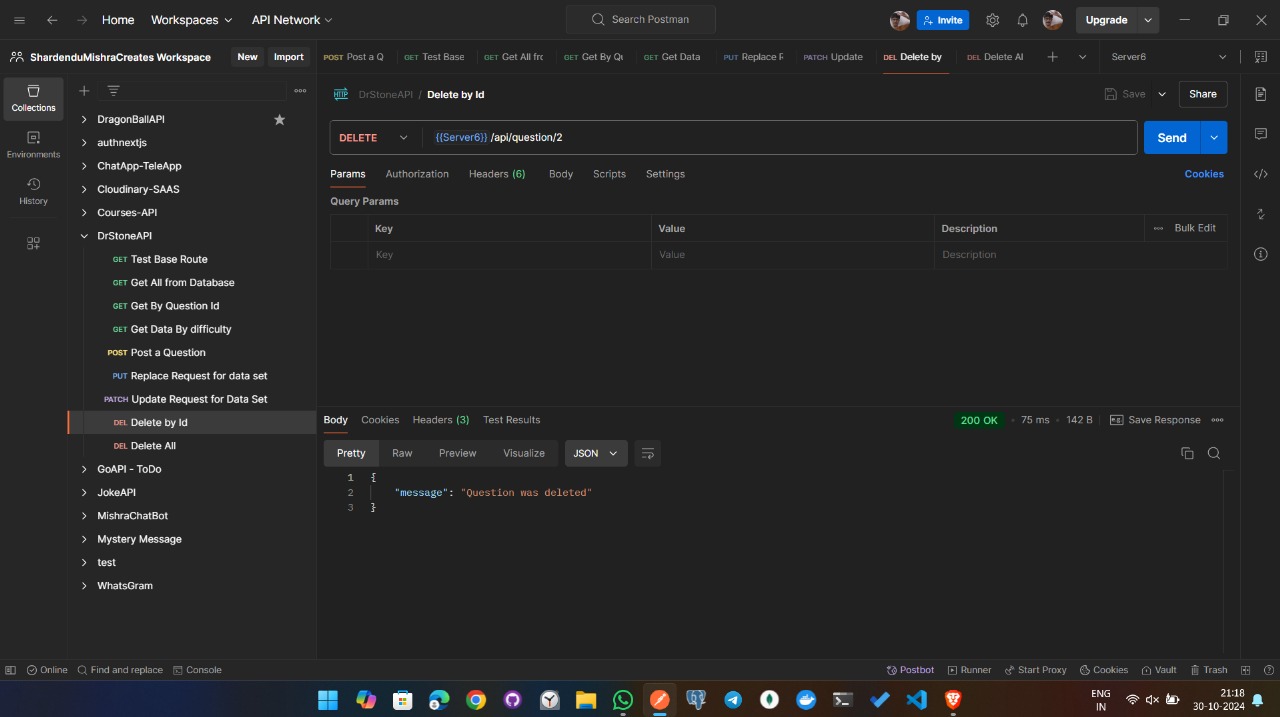 Home Workspaces API Network Search Postman Invite Upgrade
ShardenduMishraCreates Workspace New Import POST Post a Q GET Test Base GET Get All fr GET Get By Qu GET Get Data PUT Replace R PATCH Update DEL Delete by DEL Delete Al Server6
Collections
Environments
History
DragonBallAPI
authnextjs
ChatApp-TeleApp
Cloudinary-SAAS
Courses-API
DrStoneAPI
GET Test Base Route
GET Get All from Database
GET Get By Question Id
GET Get Data By difficulty
POST Post a Question
PUT Replace Request for data set
PATCH Update Request for Data Set
DEL Delete by Id
DEL Delete All
GoAPI - ToDo
JokeAPI
MishraChatBot
Mystery Message
test
WhatsGram
HTTP DrStoneAPI / Delete by Id Save Share
DELETE {{Server6}} /api/question/2 Send
Params Authorization Headers (6) Body Scripts Settings Cookies
Query Params
Key Value Description Bulk Edit
Key Value Description
Body Cookies Headers (3) Test Results 200 OK 75 ms 142 B Save Response
Pretty Raw Preview Visualize JSON
1 {
2 "message": "Question was deleted"
3 }
Online Find and replace Console Postbot Runner Start Proxy Cookies Vault Trash
ENG
IN
21:18
30-10-2024